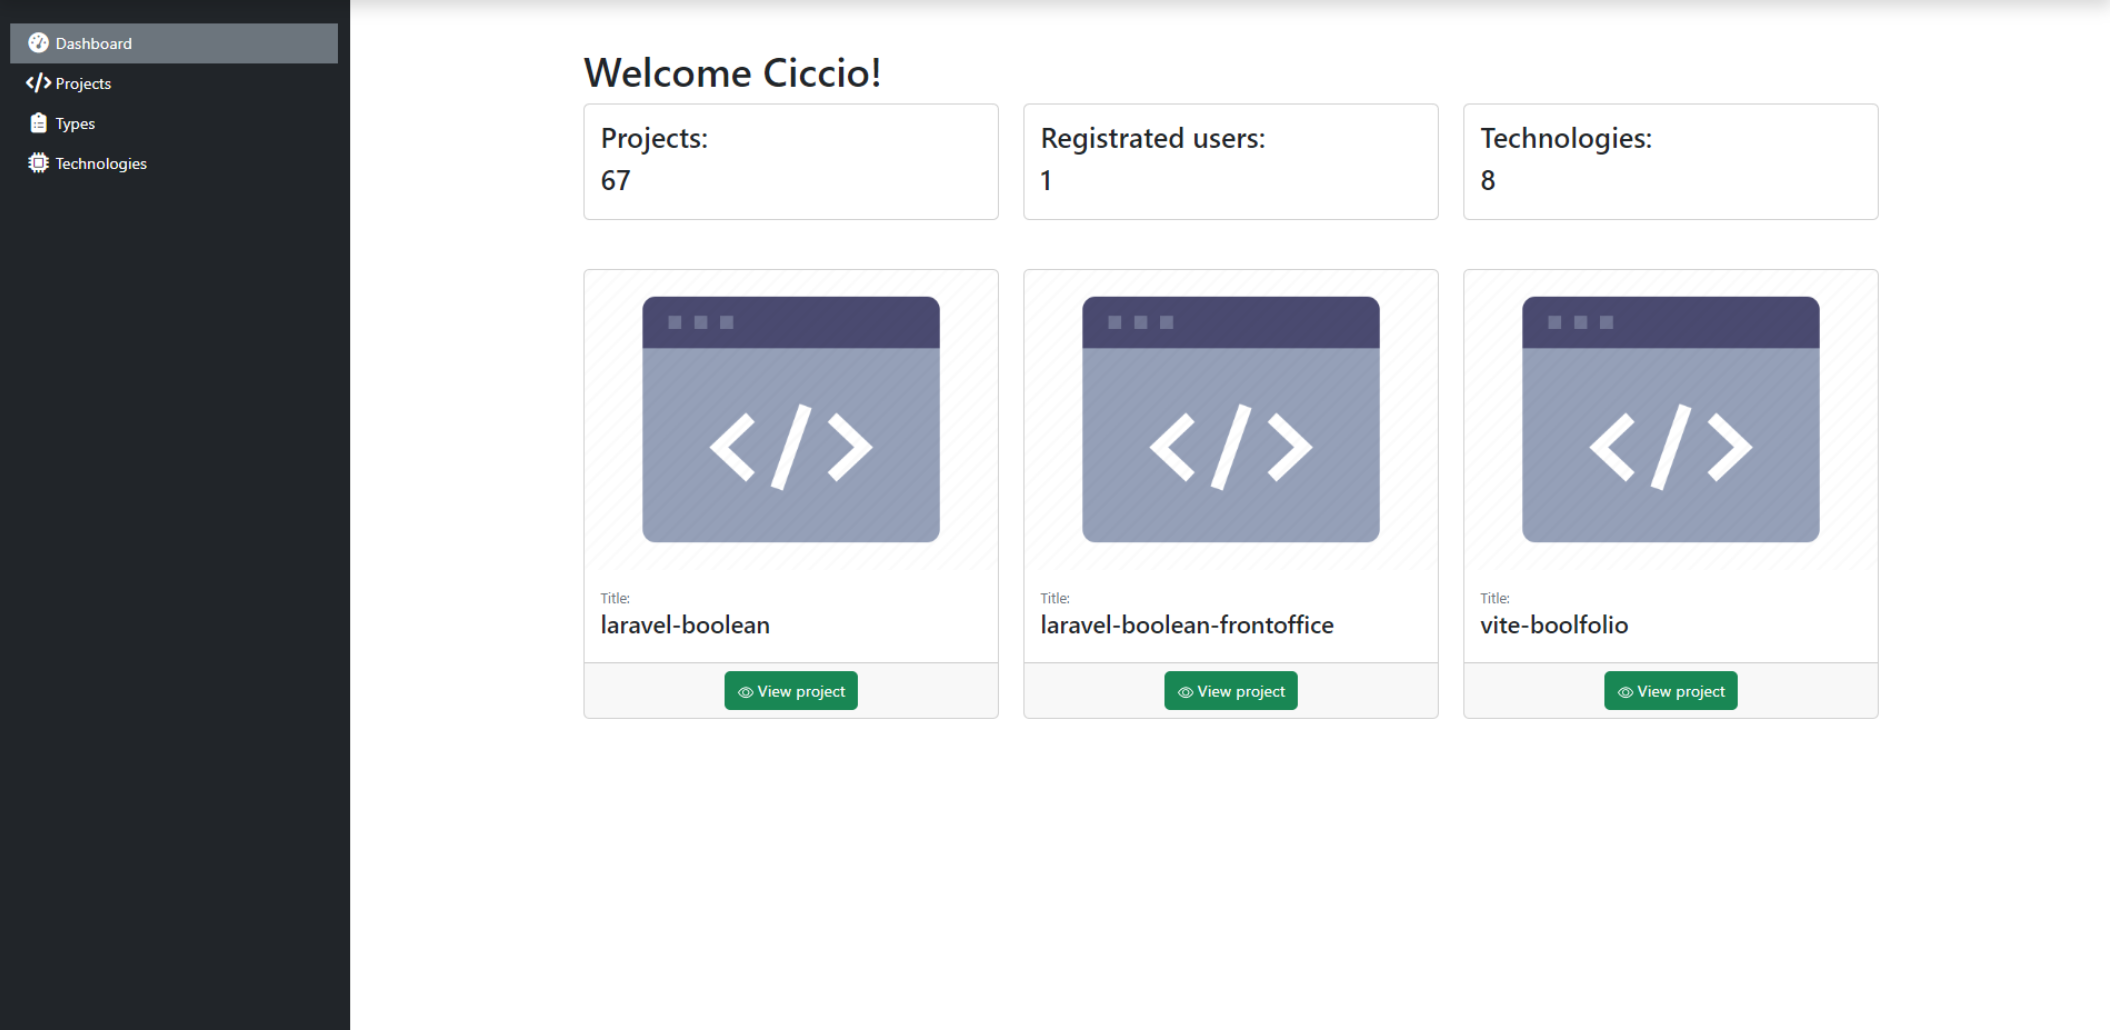 Dashboard
Projects
Types
Technologies
Welcome Ciccio!
Projects:
67
Registrated users:
1
Technologies:
8
Title:
laravel-boolean
View project
Title:
laravel-boolean-frontoffice
View project
Title:
vite-boolfolio
View project